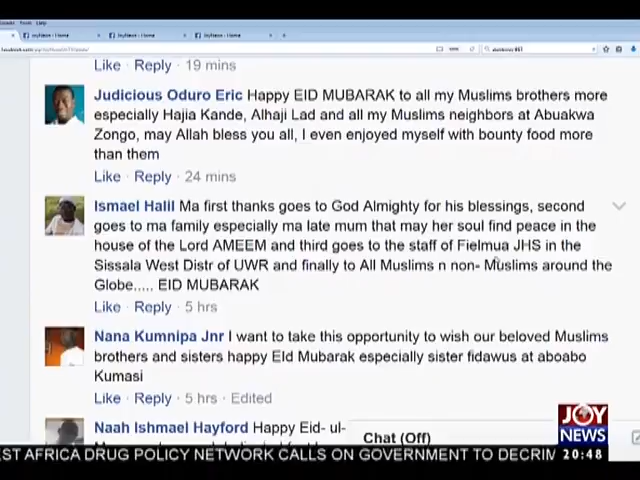 Tools Help
JoyNews - Home
JoyNews - Home
JoyNews - Home
Like · Reply · 19 mins
Judicious Oduro Eric Happy EID MUBARAK to all my Muslims brothers more
especially Hajia Kande, Alhaji Lad and all my Muslims neighbors at Abuakwa
Zongo, may Allah bless you all, I even enjoyed myself with bounty food more
than them
Like · Reply · 24 mins
Ismael Halil Ma first thanks goes to God Almighty for his blessings, second
goes to ma family especially ma late mum that may her soul find peace in the
house of the Lord AMEEM and third goes to the staff of Fielmua JHS in the
Sissala West Distr of UWR and finally to All Muslims n non- Muslims around the
Globe..... EID MUBARAK
Like · Reply · 5 hrs
Nana Kumnipa Jnr I want to take this opportunity to wish our beloved Muslims
brothers and sisters happy EId Mubarak especially sister fidawus at aboabo
Kumasi
Like · Reply · 5 hrs · Edited
Naah Ishmael Hayford Happy Eid- ul-
Chat (Off)
JOY
NEWS
ST AFRICA DRUG POLICY NETWORK CALLS ON GOVERNMENT TO DECRIM
20:48